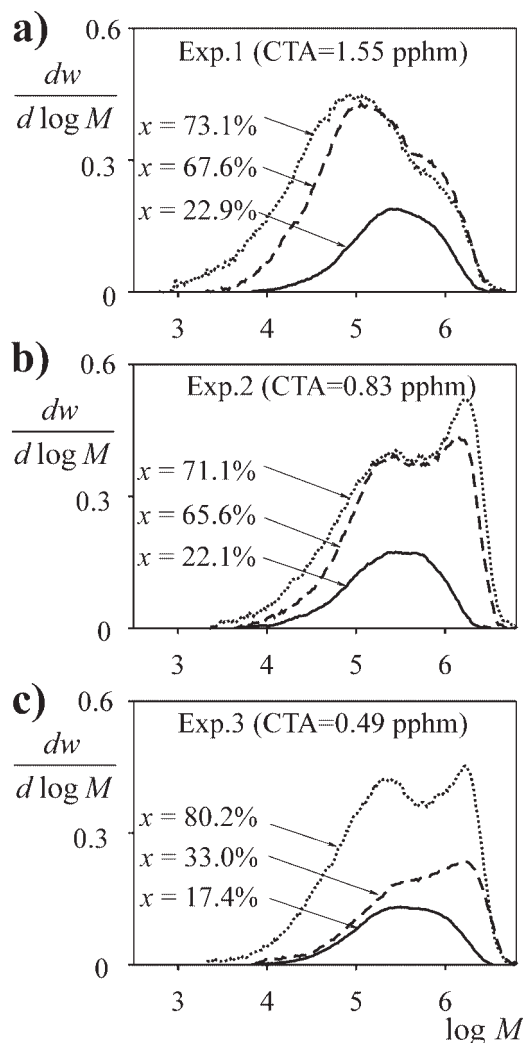 a)
0.6
Exp.1 (CTA=1.55 pphm)
dw
d log M
x = 73.1%
0.3
x = 67.6%
x = 22.9%
0
3 4 5 6
b)
0.6
Exp.2 (CTA=0.83 pphm)
dw
d log M
x = 71.1%
0.3
x = 65.6%
x = 22.1%
0
3 4 5 6
c)
0.6
Exp.3 (CTA=0.49 pphm)
dw
d log M
x = 80.2%
0.3
x = 33.0%
x = 17.4%
0
3 4 5 6
log M